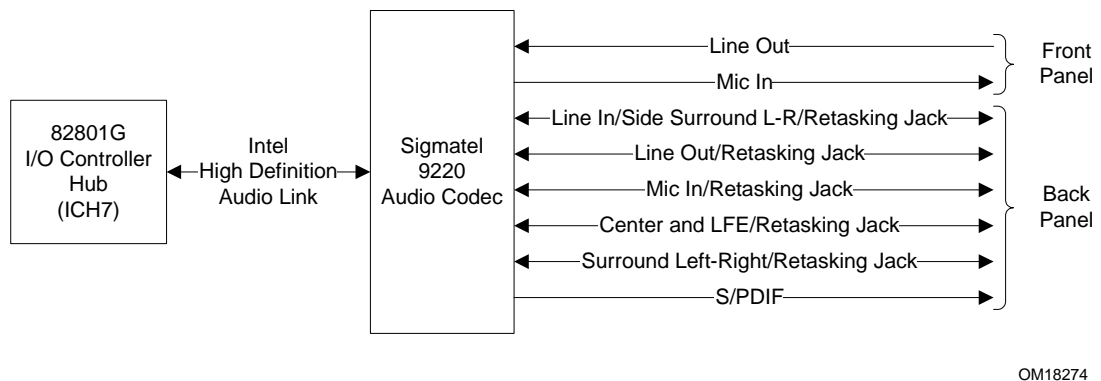 82801G
I/O Controller
Hub
(ICH7)
Intel
High Definition
Audio Link
Sigmatel
9220
Audio Codec
Line Out
Mic In
Front
Panel
Line In/Side Surround L-R/Retasking Jack
Line Out/Retasking Jack
Mic In/Retasking Jack
Center and LFE/Retasking Jack
Surround Left-Right/Retasking Jack
S/PDIF
Back
Panel
OM18274